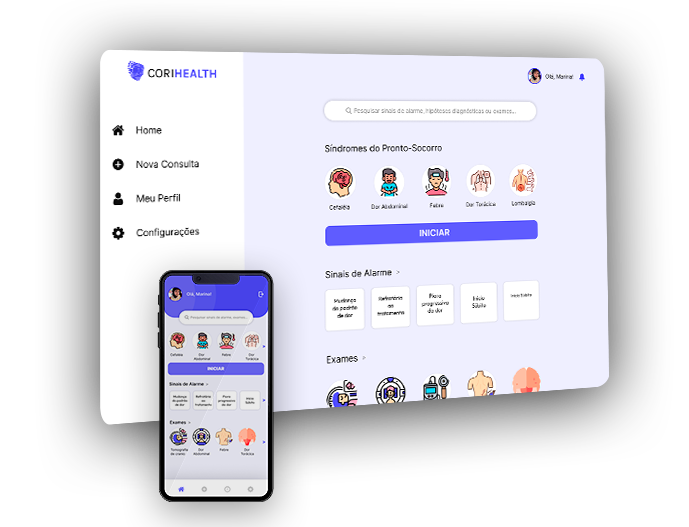 CORIHEALTH
Home
Nova Consulta
Meu Perfil
Configurações
Olá, Marina!
Pesquisar sinais de alarme, hipóteses diagnósticas ou exames...
Síndromes do Pronto-Socorro
Cefaléia
Dor Abdominal
Febre
Dor Torácica
Lombalgia
INICIAR
Sinais de Alarme >
Mudança
do padrão
de dor
Refratária
ao
tratamento
Piora
progressiva
da dor
Início
Súbito
Início Súbito
Exames >
Olá, Marina!
Pesquisar sinais de alarme, exames...
Cefaléia
Dor
Abdominal
Febre
Dor
Torácica
INICIAR
Sinais de Alarme >
Mudança
do padrão
de dor
Refratária
ao
tratamento
Piora
progressiva
da dor
Início
Súbito
Exames >
Tomografia
de crânio
Dor
Abdominal
Febre
Dor
Torácica